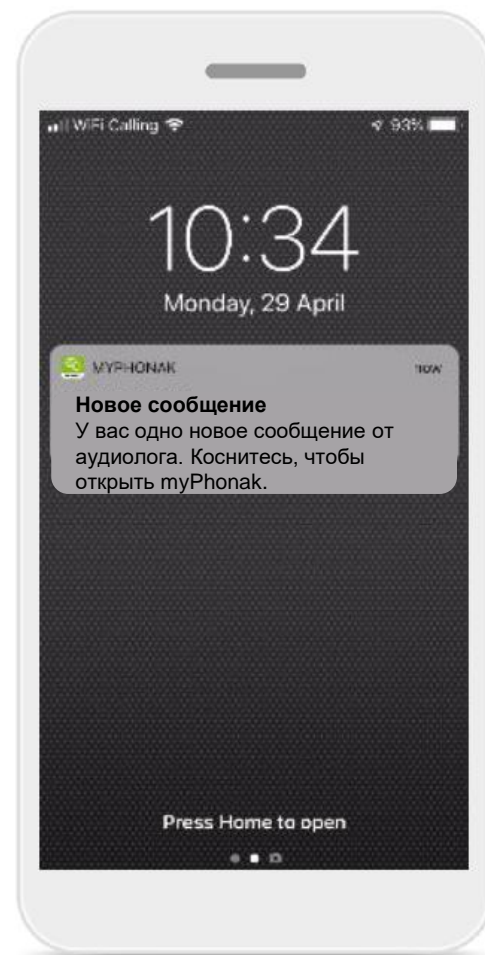 WiFi Calling 93%
10:34
Monday, 29 April
MYPHONAK now
Новое сообщение
У вас одно новое сообщение от
аудиолога. Коснитесь, чтобы
открыть myPhonak.
Press Home to open